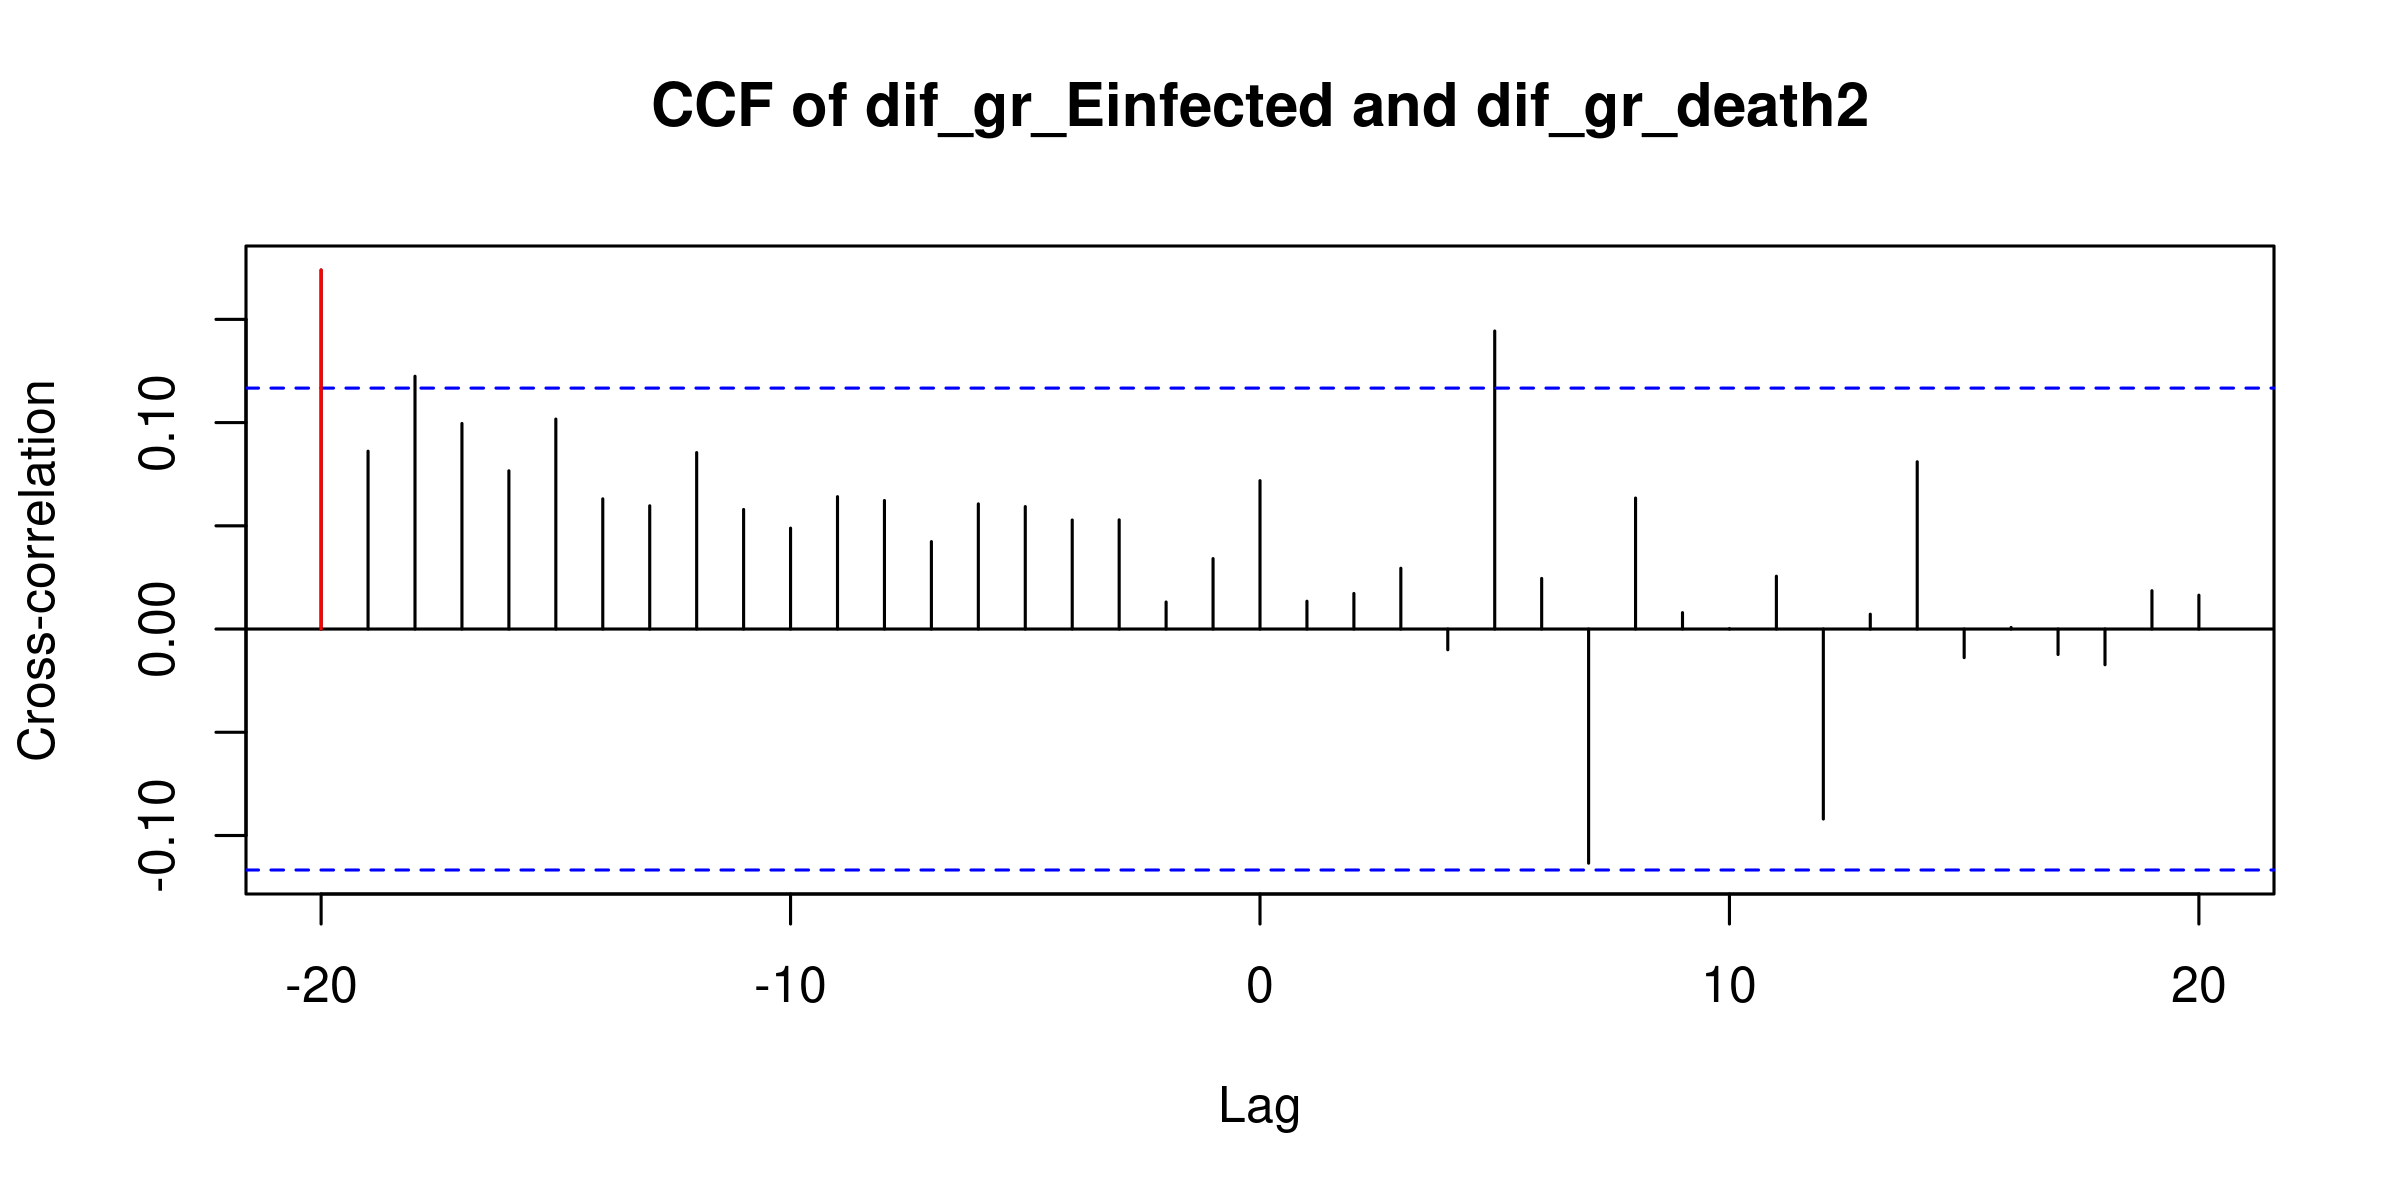 CCF of dif_gr_Einfected and dif_gr_death2
Cross-correlation
0.10
0.00
-0.10
-20 -10 0 10 20
Lag